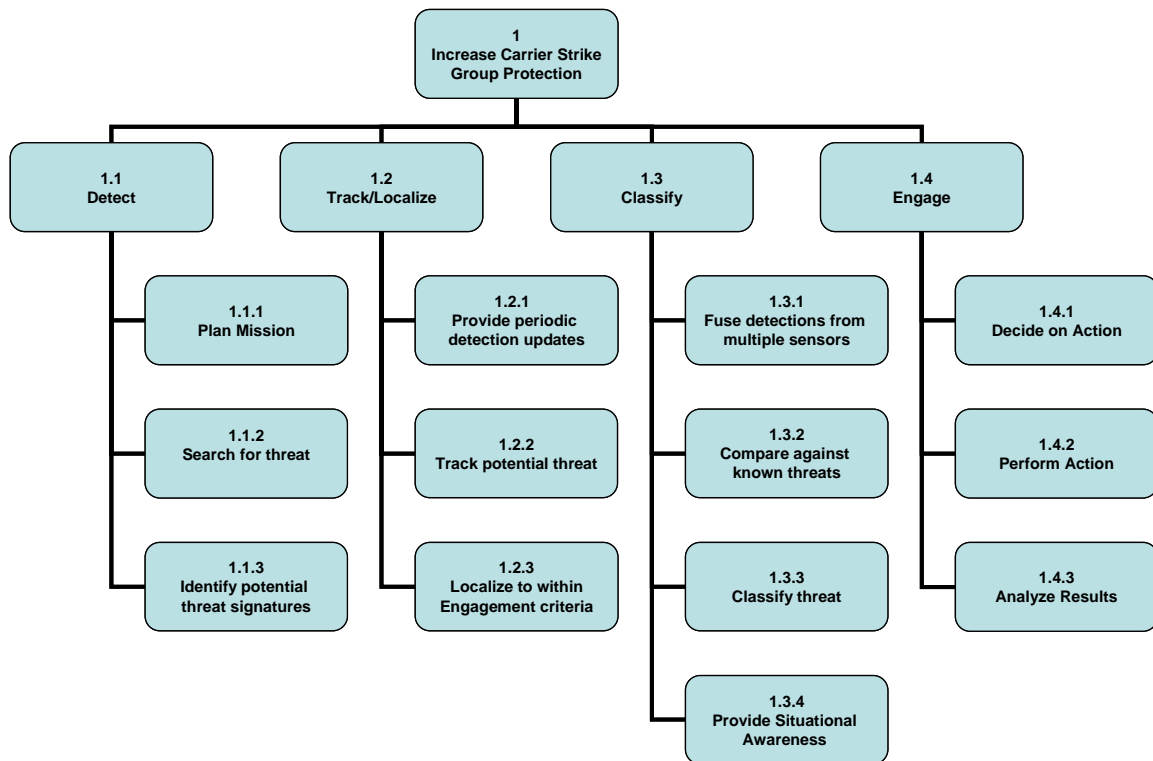 1
Increase Carrier Strike
Group Protection
1.1
Detect
1.2
Track/Localize
1.3
Classify
1.4
Engage
1.1.1
Plan Mission
1.2.1
Provide periodic
detection updates
1.3.1
Fuse detections from
multiple sensors
1.4.1
Decide on Action
1.1.2
Search for threat
1.2.2
Track potential threat
1.3.2
Compare against
known threats
1.4.2
Perform Action
1.1.3
Identify potential
threat signatures
1.2.3
Localize to within
Engagement criteria
1.3.3
Classify threat
1.4.3
Analyze Results
1.3.4
Provide Situational
Awareness